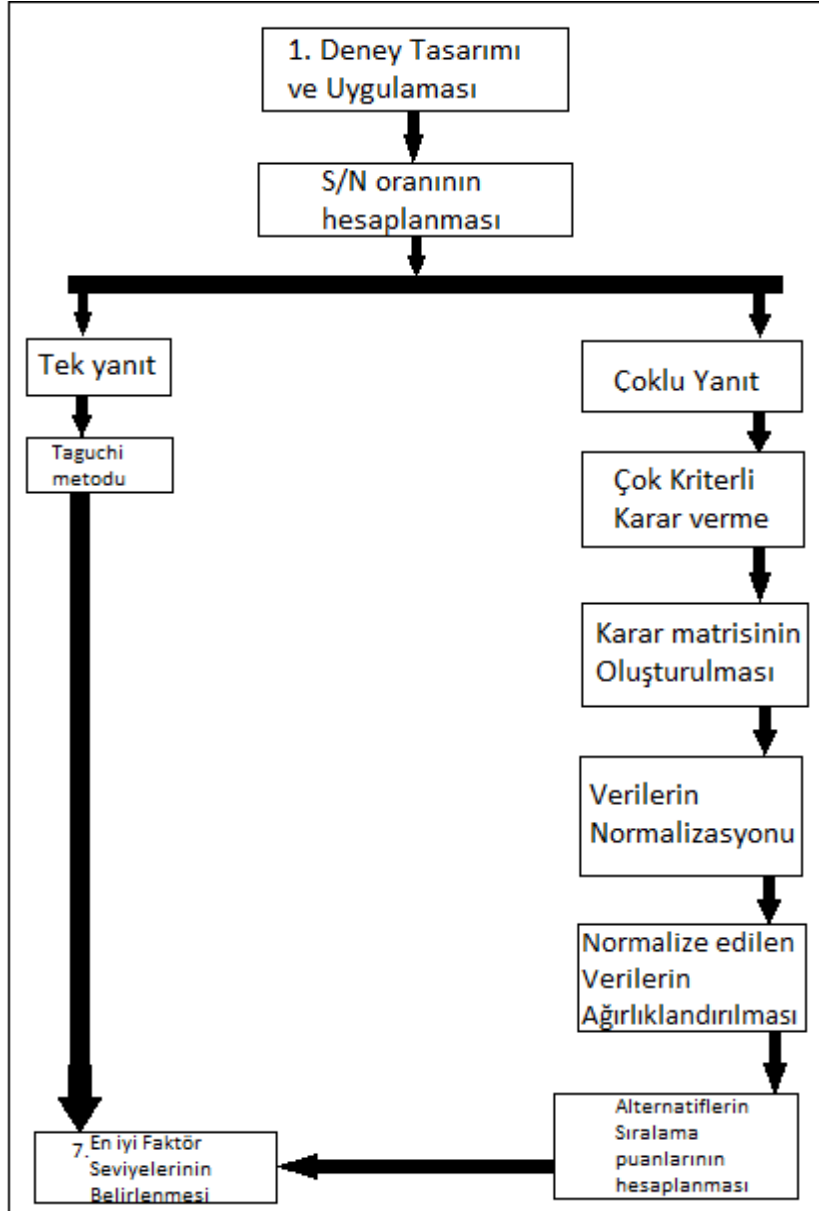 1. Deney Tasarımı
ve Uygulaması
S/N oranının
hesaplanması
Tek yanıt
Taguchi
metodu
Çoklu Yanıt
Çok Kriterli
Karar verme
Karar matrisinin
Oluşturulması
Verilerin
Normalizasyonu
Normalize edilen
Verilerin
Ağırlıklandırılması
Alternatiflerin
Sıralama
puanlarının
hesaplanması
7. En iyi Faktör
Seviyelerinin
Belirlenmesi